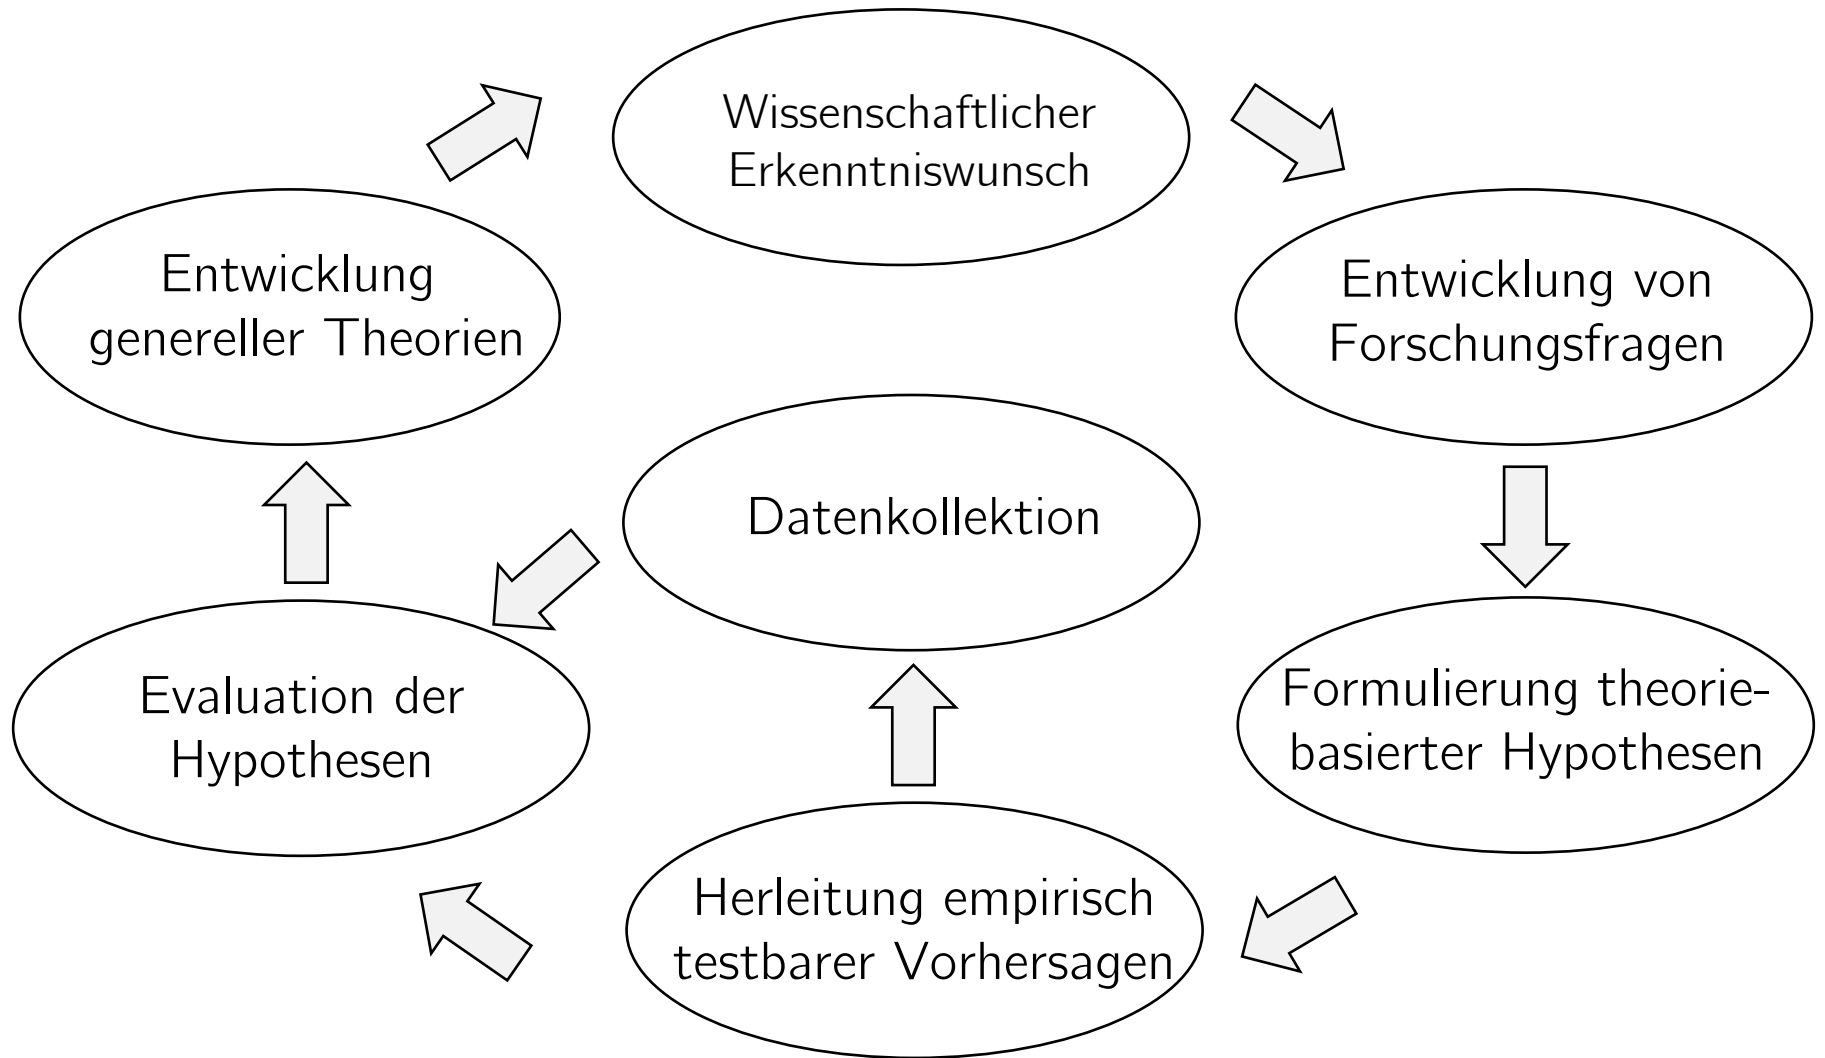 Wissenschaftlicher
Erkenntniswunsch
Entwicklung
genereller Theorien
Entwicklung von
Forschungsfragen
Datenkollektion
Evaluation der
Hypothesen
Formulierung theorie-
basierter Hypothesen
Herleitung empirisch
testbarer Vorhersagen